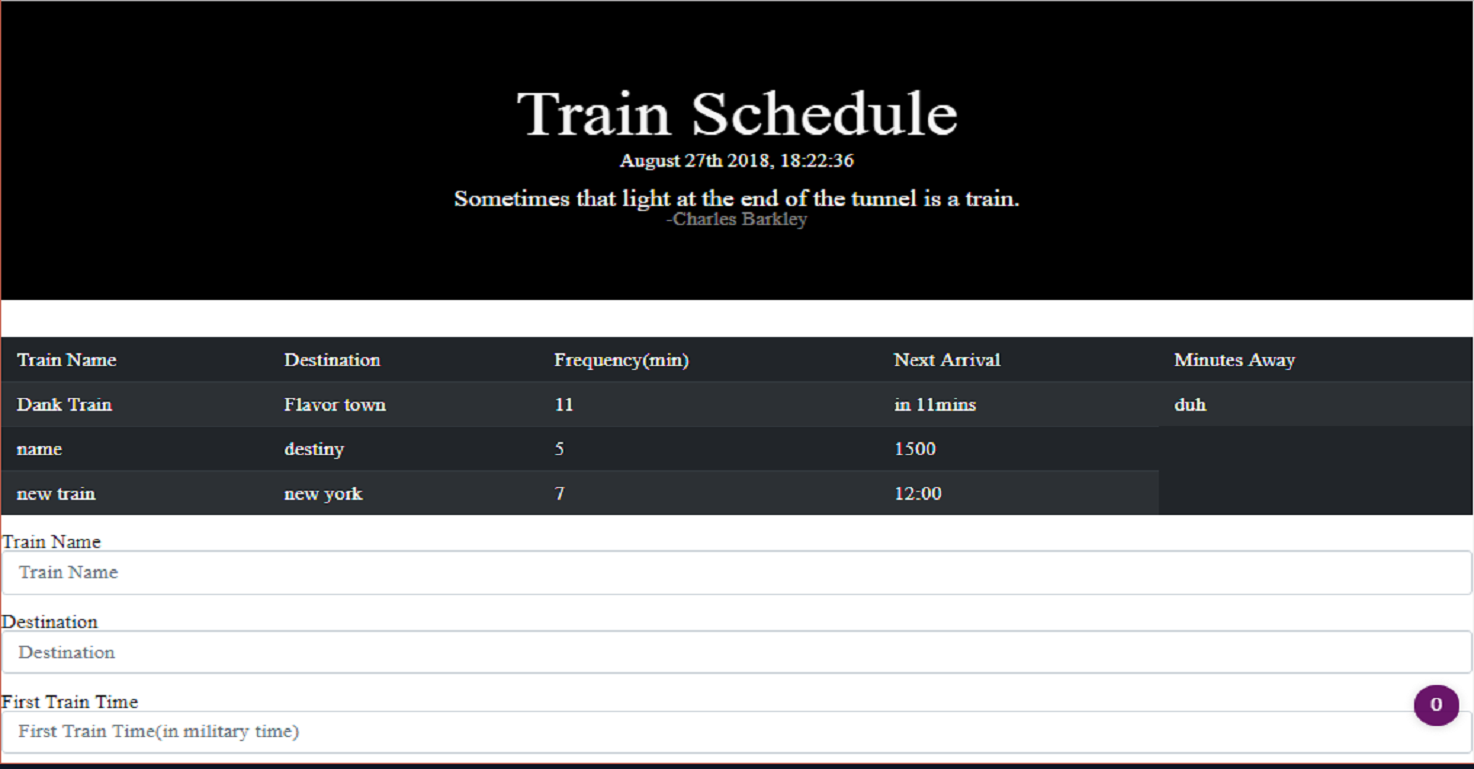 Train Schedule
August 27th 2018, 18:22:36
Sometimes that light at the end of the tunnel is a train.
-Charles Barkley
Train Name Destination Frequency(min) Next Arrival Minutes Away
Dank Train Flavor town 11 in 11mins duh
name destiny 5 1500
new train new york 7 12:00
Train Name
Train Name
Destination
Destination
First Train Time
0
First Train Time(in military time)